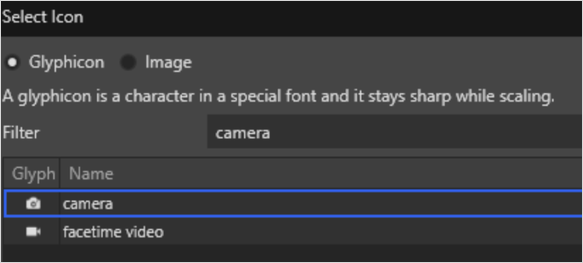 Select Icon
Glyphicon Image
A glyphicon is a character in a special font and it stays sharp while scaling.
Filter camera
Glyph Name
camera
facetime video